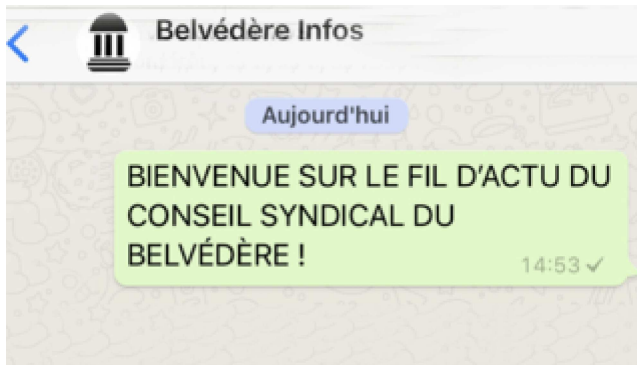 Belvédère Infos
Aujourd'hui
BIENVENUE SUR LE FIL D'ACTU DU
CONSEIL SYNDICAL DU
BELVÉDÈRE !
14:53